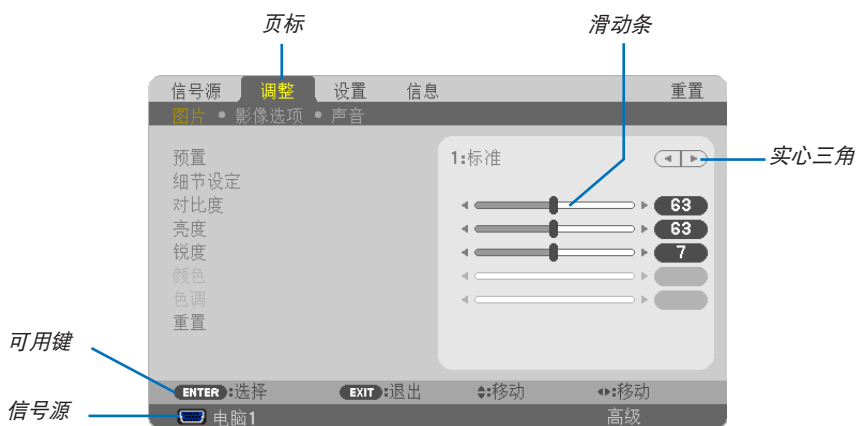 页标 滑动条
信号源 调整 设置 信息 重置
图片 • 影像选项 • 声音
预置 1:标准 实心三角
细节设定
对比度 63
亮度 63
锐度 7
颜色
色调
重置
可用键
ENTER:选择 EXIT:退出 :移动 :移动
信号源 电脑1 高级